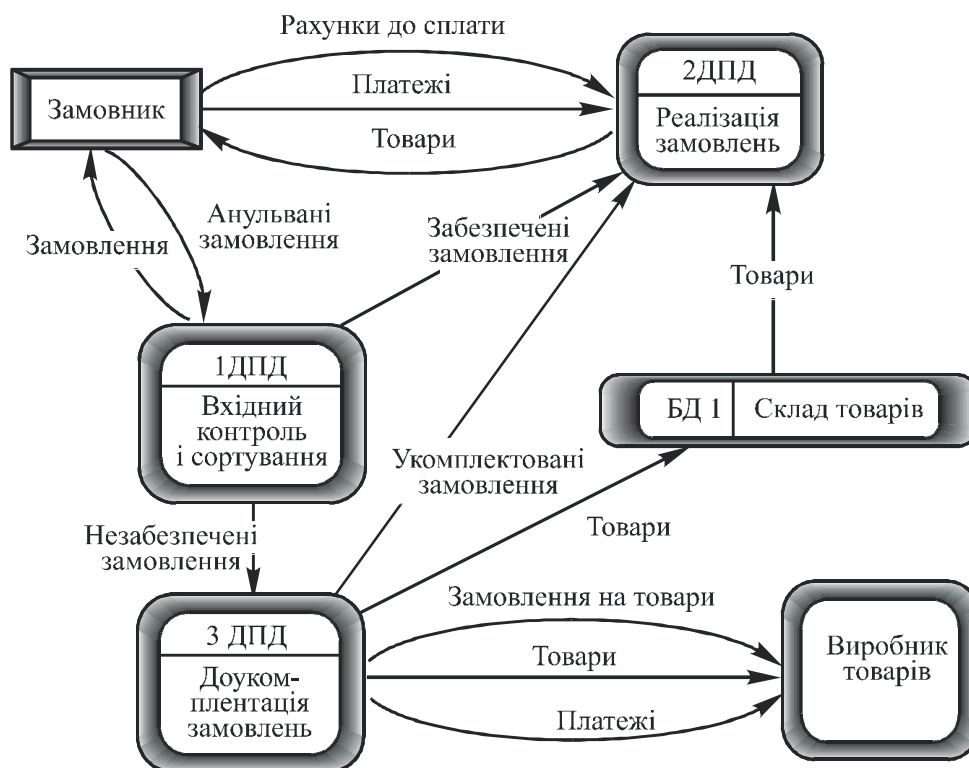 Рахунки до сплати
Замовник
Платежі
Товари
2ДПД
Реалізація
замовлень
Замовлення
Анульвані
замовлення
Забезпечені
замовлення
Товари
1ДПД
Вхідний
контроль
і сортування
БД 1
Склад товарів
Укомплектовані
замовлення
Товари
Незабезпечені
замовлення
3 ДПД
Доуком-
плентація
замовлень
Замовлення на товари
Товари
Платежі
Виробник
товарів